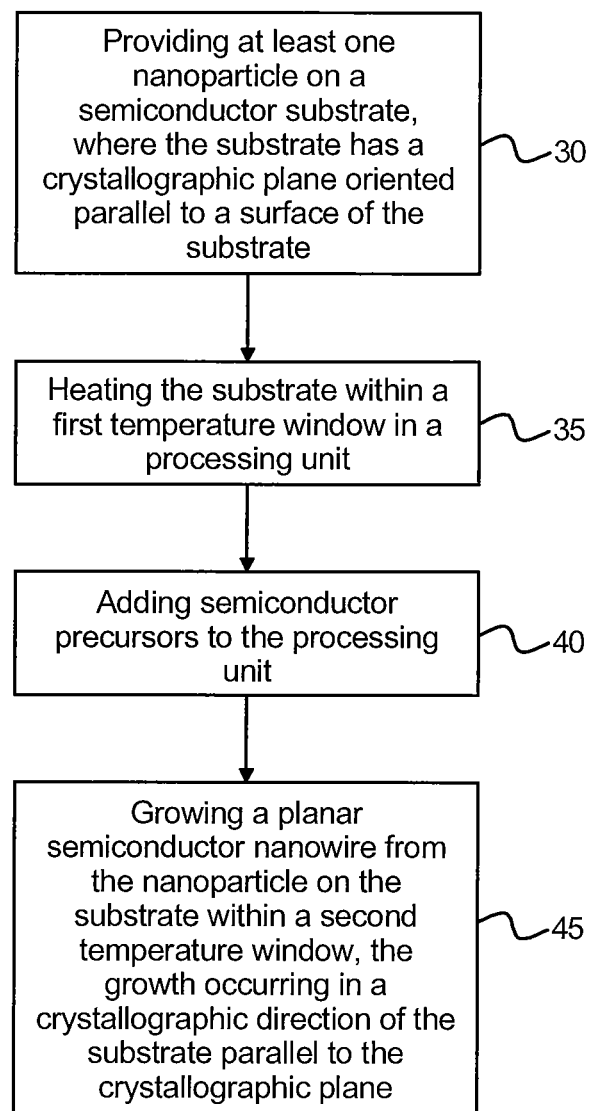 Providing at least one
nanoparticle on a
semiconductor substrate,
where the substrate has a
crystallographic plane oriented
parallel to a surface of the
substrate
30
Heating the substrate within a
first temperature window in a
processing unit
35
Adding semiconductor
precursors to the processing
unit
40
Growing a planar
semiconductor nanowire from
the nanoparticle on the
substrate within a second
temperature window, the
growth occurring in a
crystallographic direction of the
substrate parallel to the
crystallographic plane
45